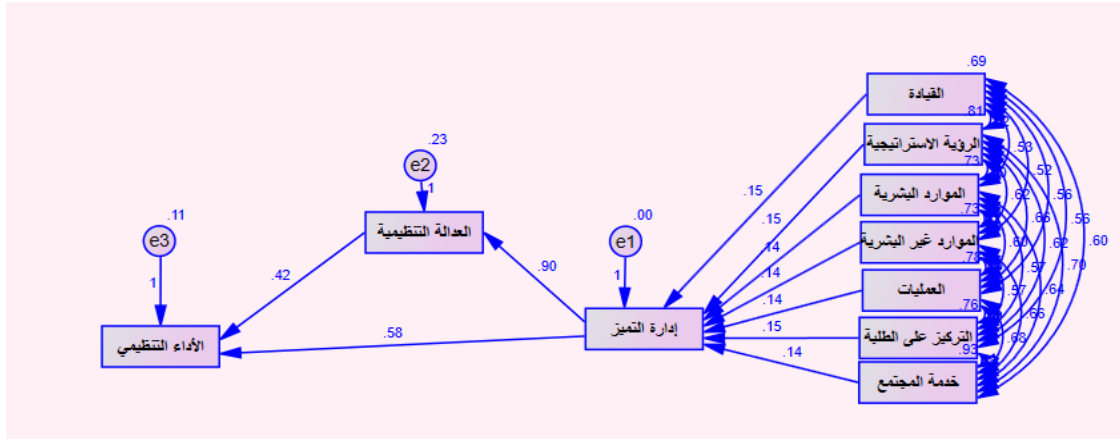 .69
القيادة
.81
الرؤية الاستراتيجية
.73
الموارد البشرية
.73
الموارد غير البشرية
.78
العمليات
.76
التركيز على الطلبة
.93
خدمة المجتمع
.53
.52
.62
.56
.66
.56
.60
.60
.62
.70
.57
.57
.64
.66
.68
.15
.15
.14
.14
.14
.15
.14
.00
e1
1
إدارة التميز
.23
e2
1
العدالة التنظيمية
.90
.11
e3
1
.42
.58
الأداء التنظيمي